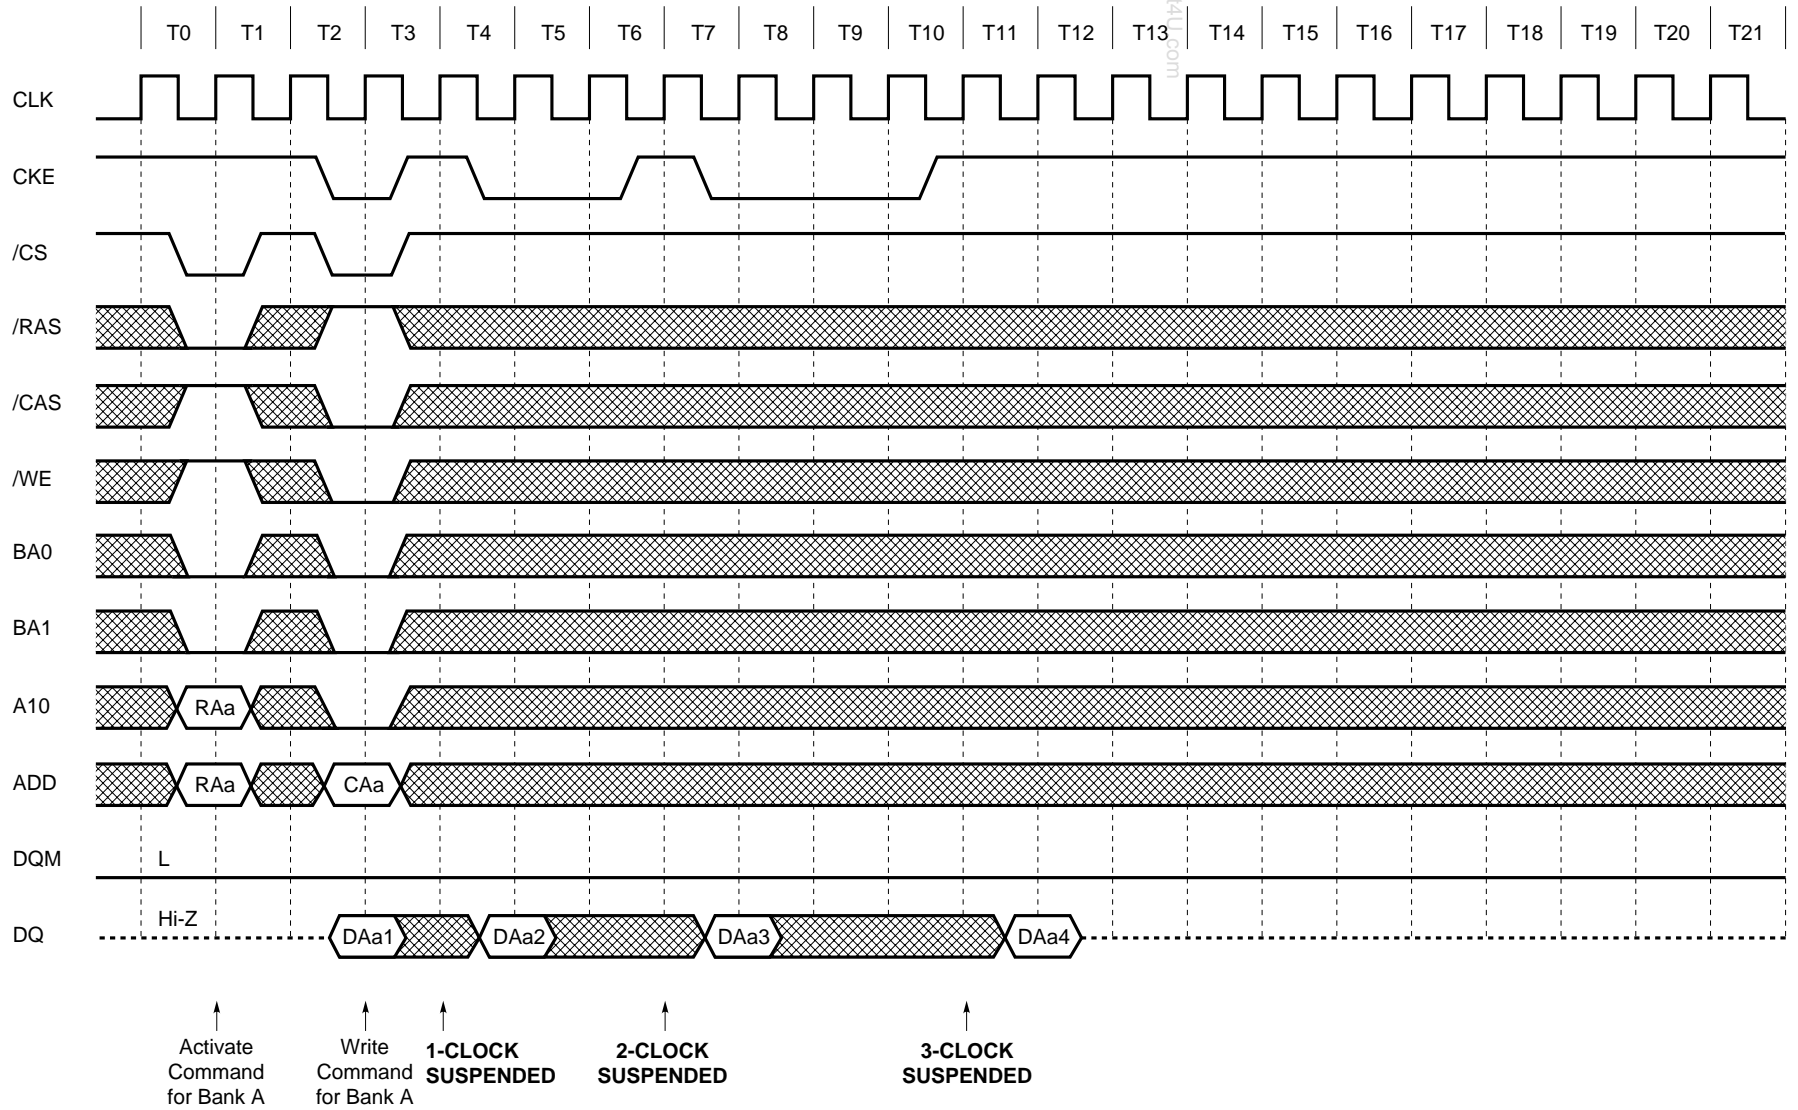 T0 T1 T2 T3 T4 T5 T6 T7 T8 T9 T10 T11 T12 T13 T14 T15 T16 T17 T18 T19 T20 T21
t4U.com
CLK
CKE
/CS
/RAS
/CAS
/WE
BA0
BA1
A10 RAa
ADD RAa CAa
DQM L
DQ Hi-Z DAa1 DAa2 DAa3 DAa4
Activate
Command
for Bank A
Write
Command
for Bank A
1-CLOCK
SUSPENDED
2-CLOCK
SUSPENDED
3-CLOCK
SUSPENDED